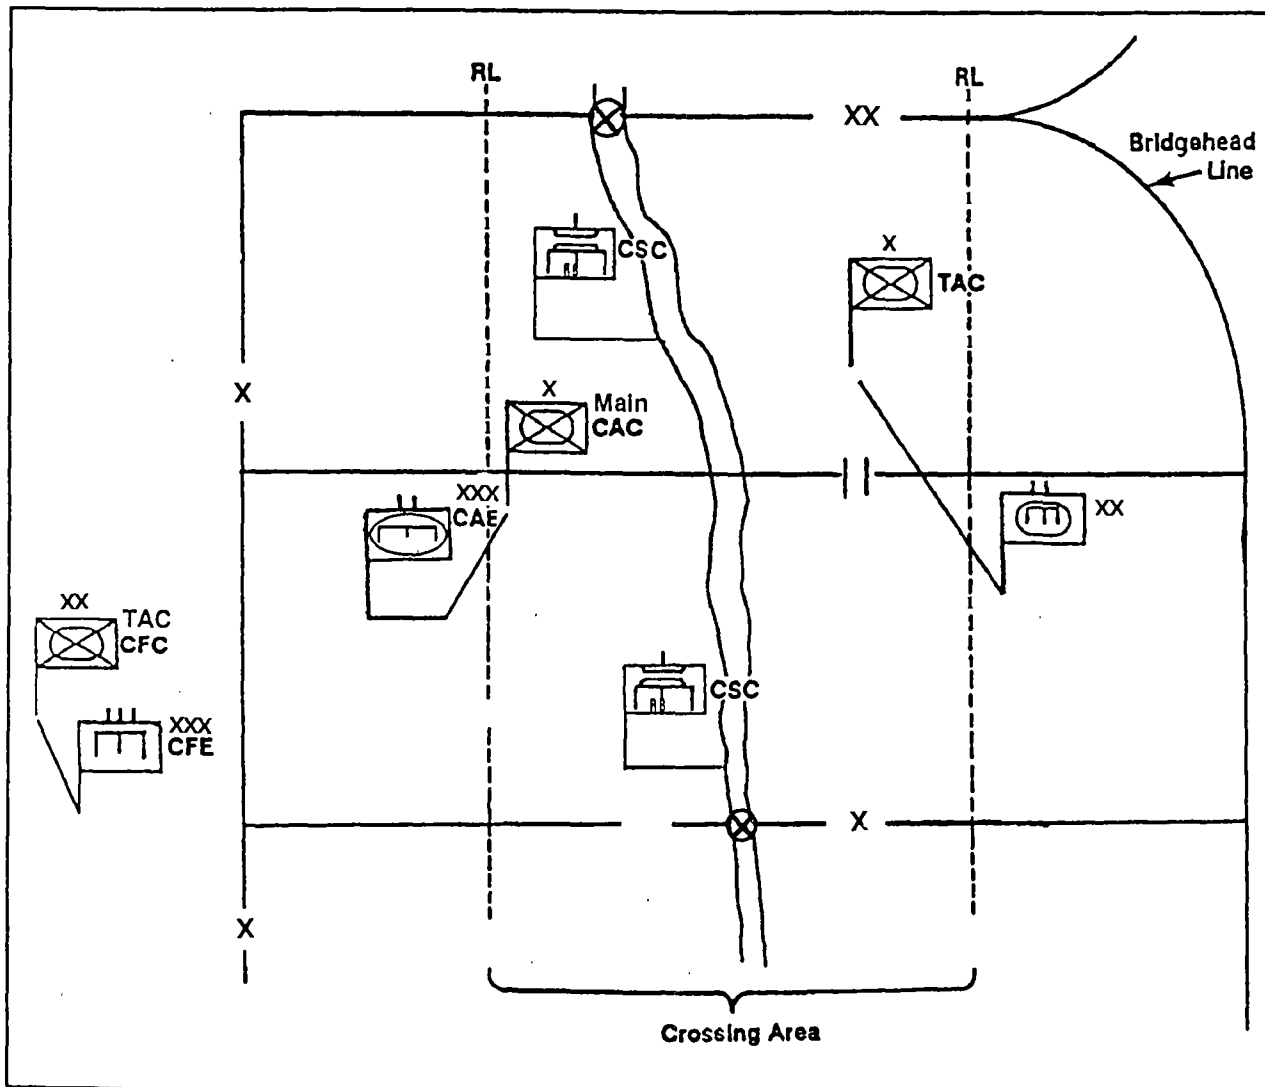 RL
RL
XX
Bridgehead
Line
CSC
X
TAC
X
X
Main
CAC
XXX
CAE
XX
XX
TAC
CFC
CSC
XXX
CFE
X
X
Crossing Area